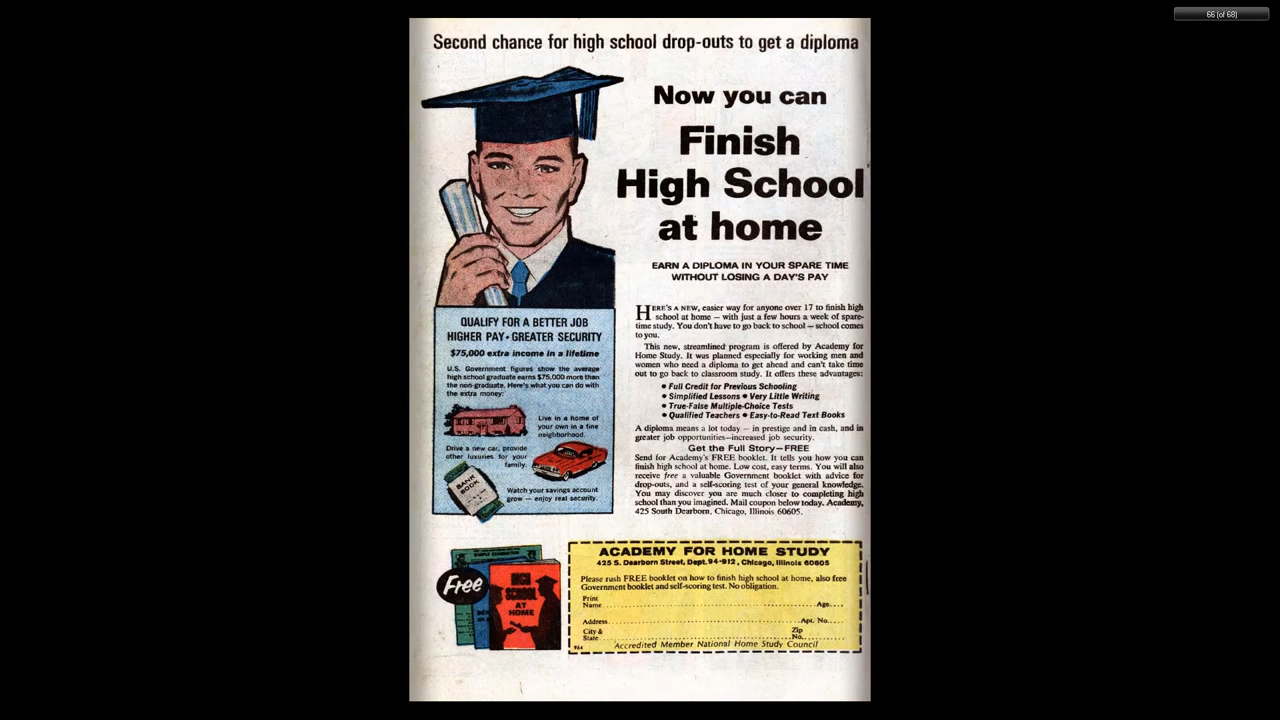 66 (of 68)
Second chance for high school drop-outs to get a diploma
Now you can
Finish
High School
at home
EARN A DIPLOMA IN YOUR SPARE TIME
WITHOUT LOSING A DAY'S PAY
QUALIFY FOR A BETTER JOB
HIGHER PAY • GREATER SECURITY
$75,000 extra income in a lifetime
U.S. Government figures show the average
high school graduate earns $75,000 more than
the non-graduate. Here's what you can do with
the extra money:
Live in a home of
your own in a fine
neighborhood.
Drive a new car, provide
other luxuries for your
family.
BANK
BOOK
Watch your savings account
grow — enjoy real security.
HERE'S A NEW, easier way for anyone over 17 to finish high
school at home — with just a few hours a week of spare-
time study. You don't have to go back to school — school comes
to you.
This new, streamlined program is offered by Academy for
Home Study. It was planned especially for working men and
women who need a diploma to get ahead and can't take time
out to go back to classroom study. It offers these advantages:
• Full Credit for Previous Schooling
• Simplified Lessons • Very Little Writing
• True-False Multiple-Choice Tests
• Qualified Teachers • Easy-to-Read Text Books
A diploma means a lot today — in prestige and in cash, and in
greater job opportunities—increased job security.
Get the Full Story—FREE
Send for Academy's FREE booklet. It tells you how you can
finish high school at home. Low cost, easy terms. You will also
receive free a valuable Government booklet with advice for
drop-outs, and a self-scoring test of your general knowledge.
You may discover you are much closer to completing high
school than you imagined. Mail coupon below today. Academy,
425 South Dearborn, Chicago, Illinois 60605.
Free
HIGH
SCHOOL
AT
HOME
ACADEMY FOR HOME STUDY
425 S. Dearborn Street, Dept. 94-912, Chicago, Illinois 60605
Please rush FREE booklet on how to finish high school at home, also free
Government booklet and self-scoring test. No obligation.
Print
Name Age
Address Apt. No.
City & Zip
State No.
Accredited Member National Home Study Council